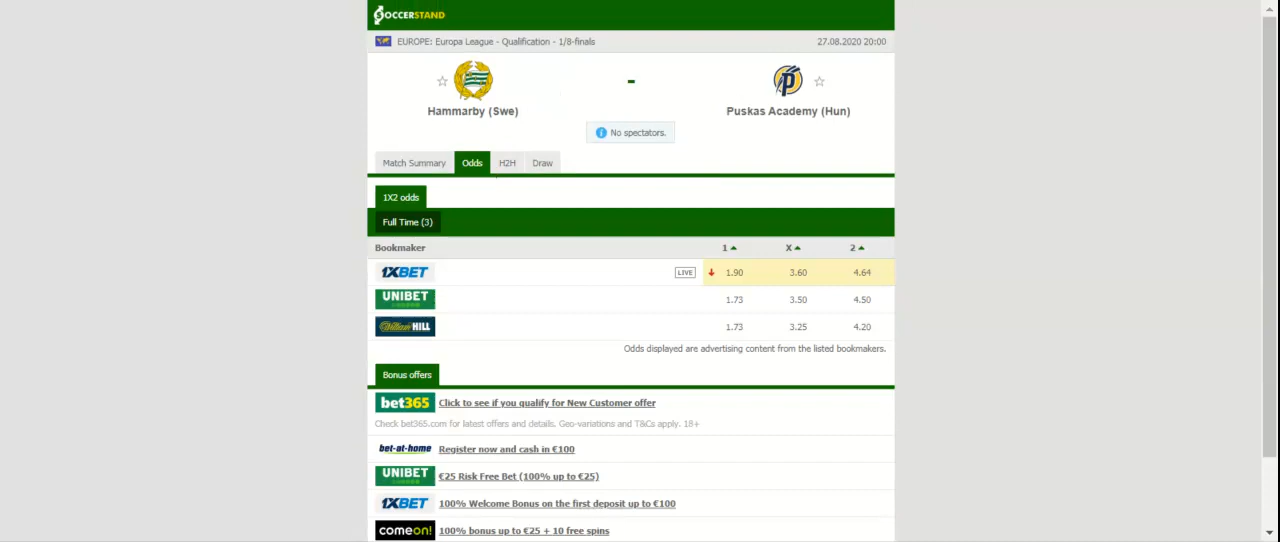 SOCCERSTAND
EUROPE: Europa League - Qualification - 1/8-finals 27.08.2020 20:00
-
Hammarby (Swe) Puskas Academy (Hun)
No spectators.
Match Summary Odds H2H Draw
1X2 odds
Full Time (3)
Bookmaker 1 X 2
1XBET LIVE 1.90 3.60 4.64
UNIBET 1.73 3.50 4.50
William HILL 1.73 3.25 4.20
Odds displayed are advertising content from the listed bookmakers.
Bonus offers
bet365 Click to see if you qualify for New Customer offer
Check bet365.com for latest offers and details. Geo-variations and T&Cs apply. 18+
bet-at-home Register now and cash in €100
UNIBET €25 Risk Free Bet (100% up to €25)
1XBET 100% Welcome Bonus on the first deposit up to €100
comeon! 100% bonus up to €25 + 10 free spins